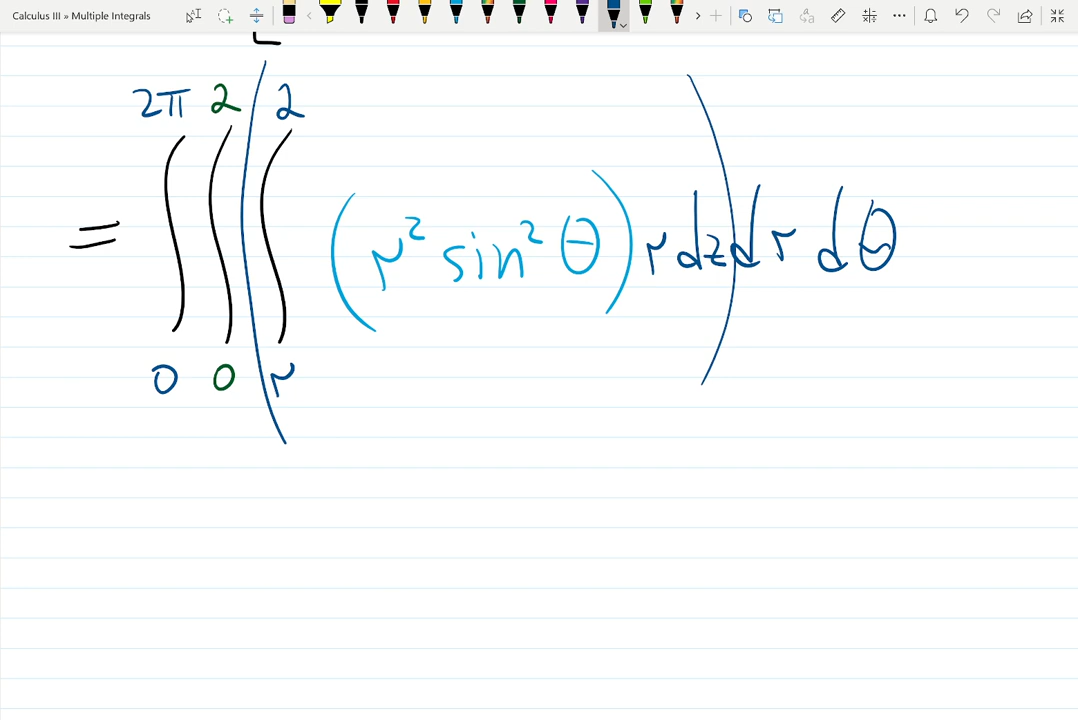 Calculus III » Multiple Integrals
2π 2 2
= ∫ ∫ ( ∫ (r² sin² θ) r dz ) dr dθ
0 0 r